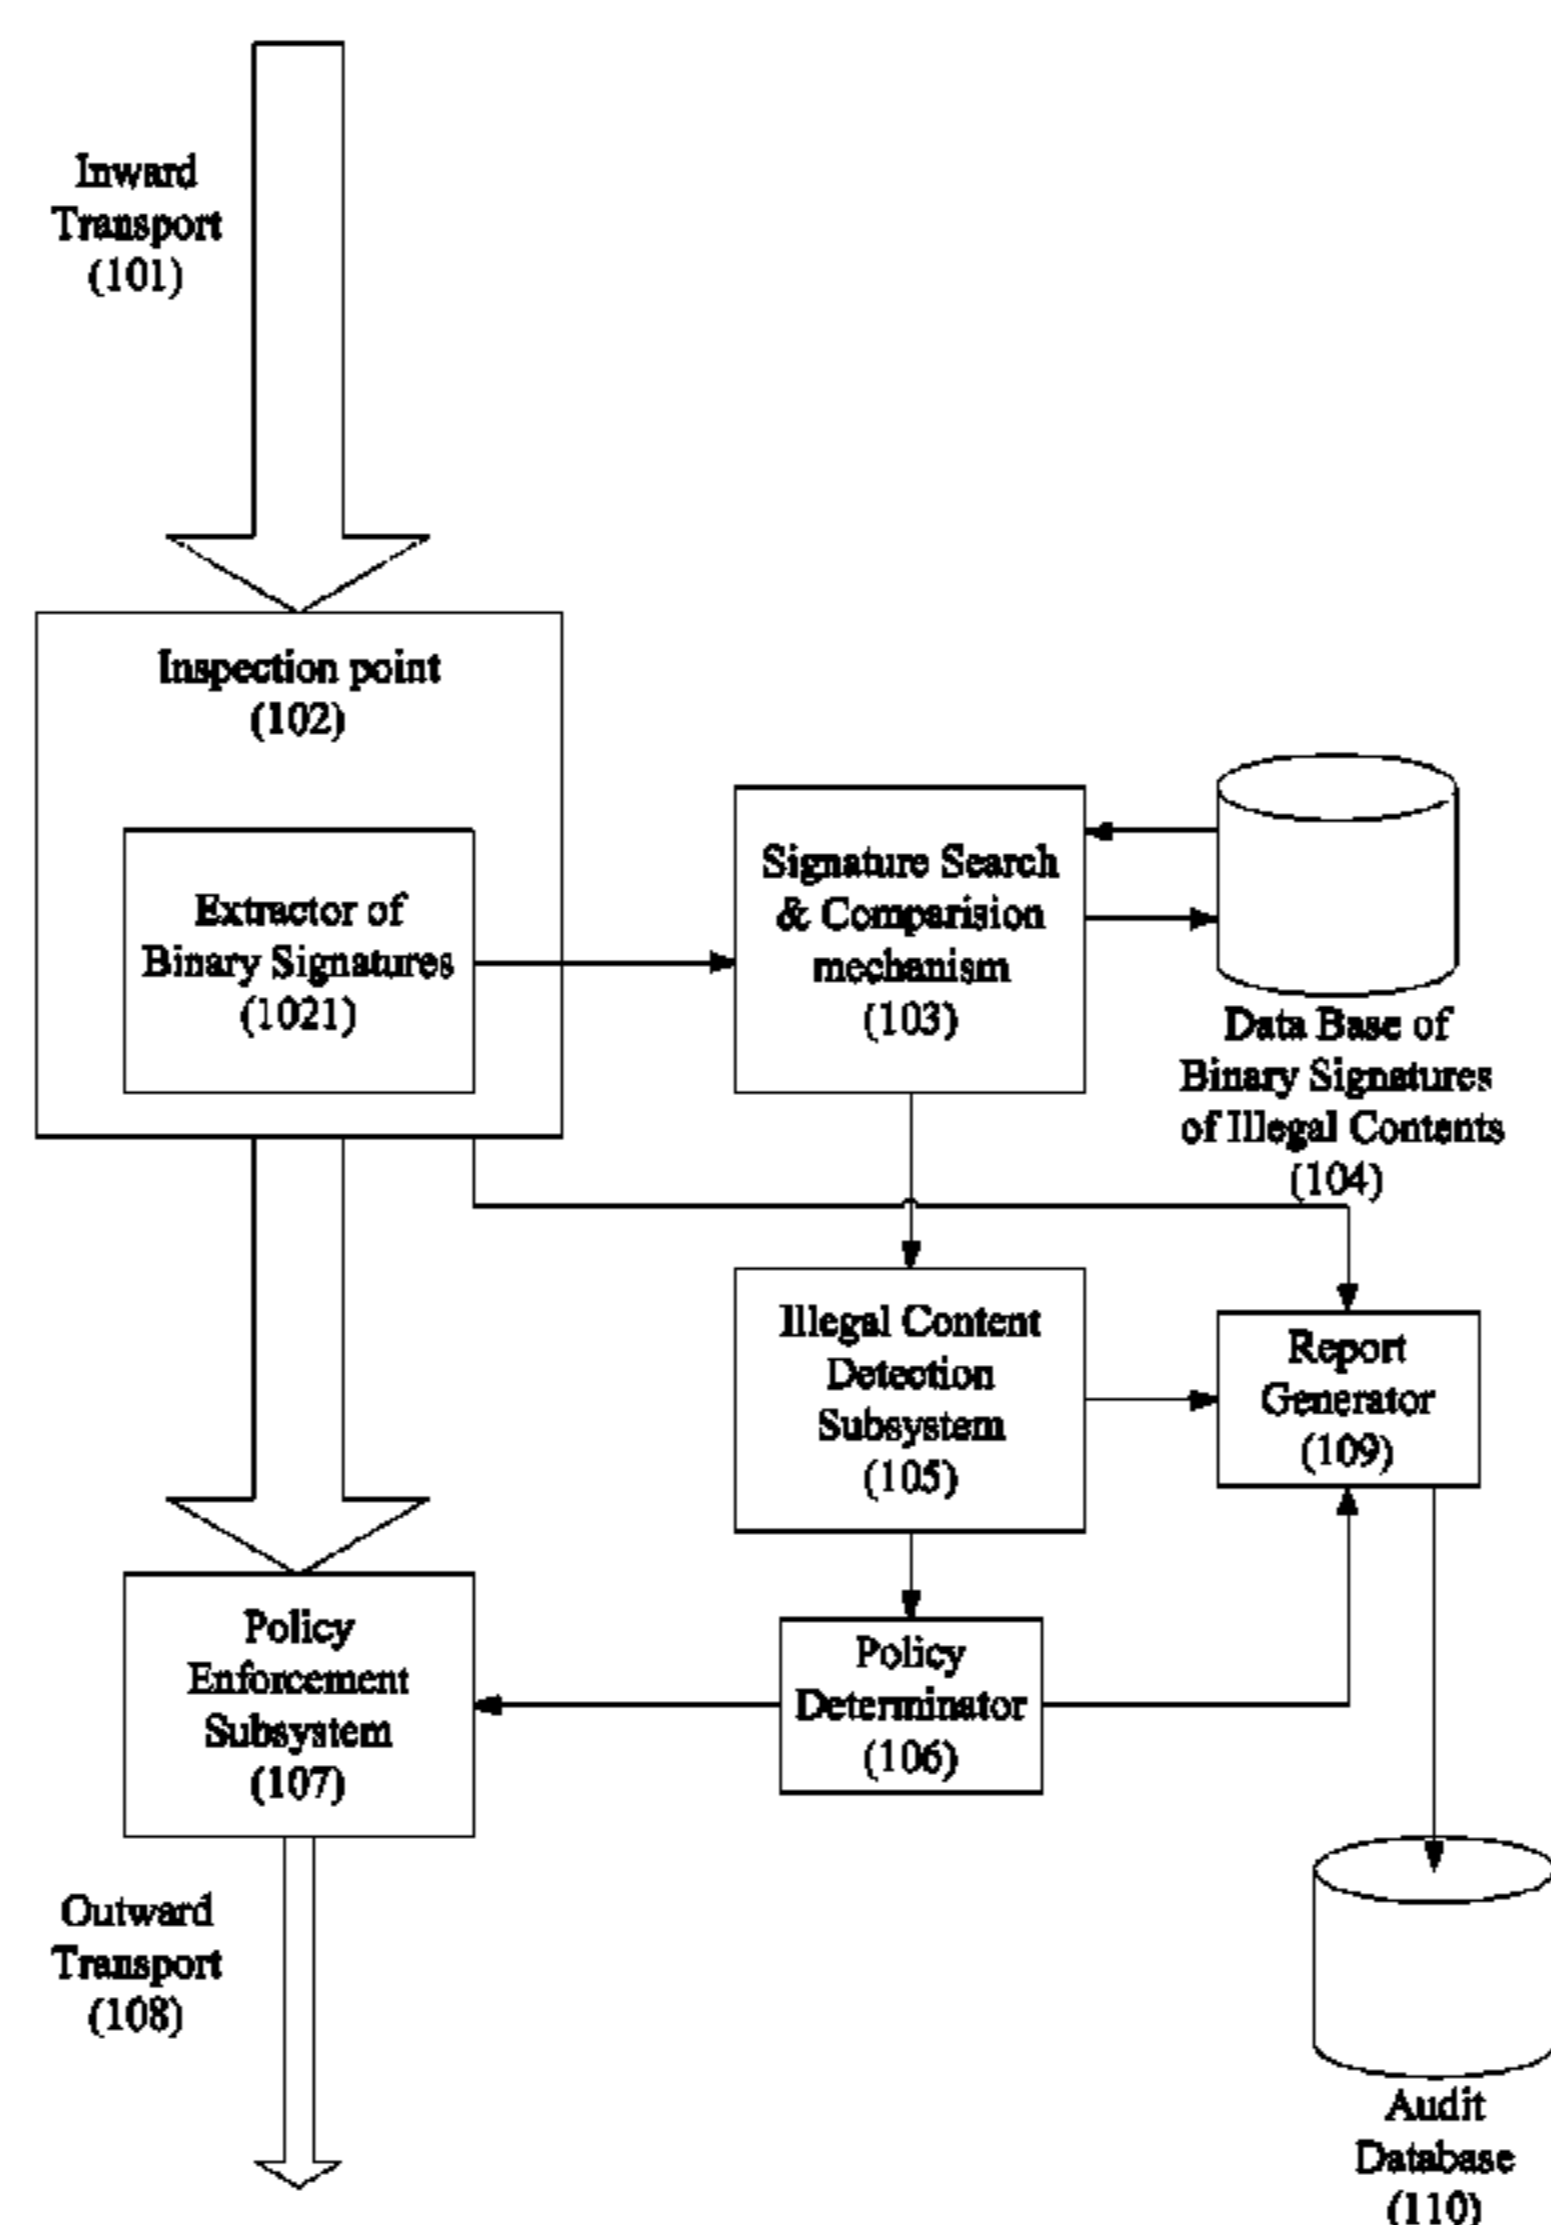 Inward
Transport
(101)
Inspection point
(102)
Extractor of
Binary Signatures
(1021)
Signature Search
& Comparision
mechanism
(103)
Data Base of
Binary Signatures
of Illegal Contents
(104)
Illegal Content
Detection
Subsystem
(105)
Report
Generator
(109)
Policy
Enforcement
Subsystem
(107)
Policy
Determinator
(106)
Outward
Transport
(108)
Audit
Database
(110)